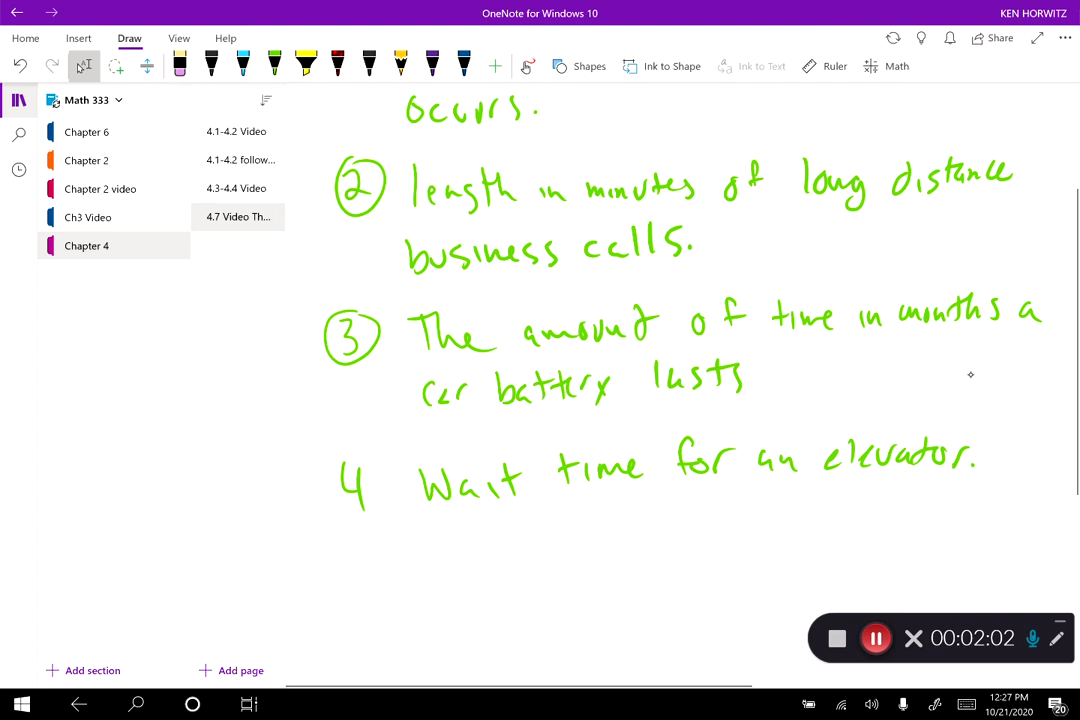 OneNote for Windows 10
KEN HORWITZ
Home Insert Draw View Help
Share
Shapes Ink to Shape Ink to Text Ruler Math
Math 333
Chapter 6
Chapter 2
Chapter 2 video
Ch3 Video
Chapter 4
4.1-4.2 Video
4.1-4.2 follow...
4.3-4.4 Video
4.7 Video Th...
occurs.
2 length in minutes of long distance
business calls.
3 The amount of time in months a
car battery lasts
4 Wait time for an elevator.
00:02:02
Add section
Add page
12:27 PM
10/21/2020
20